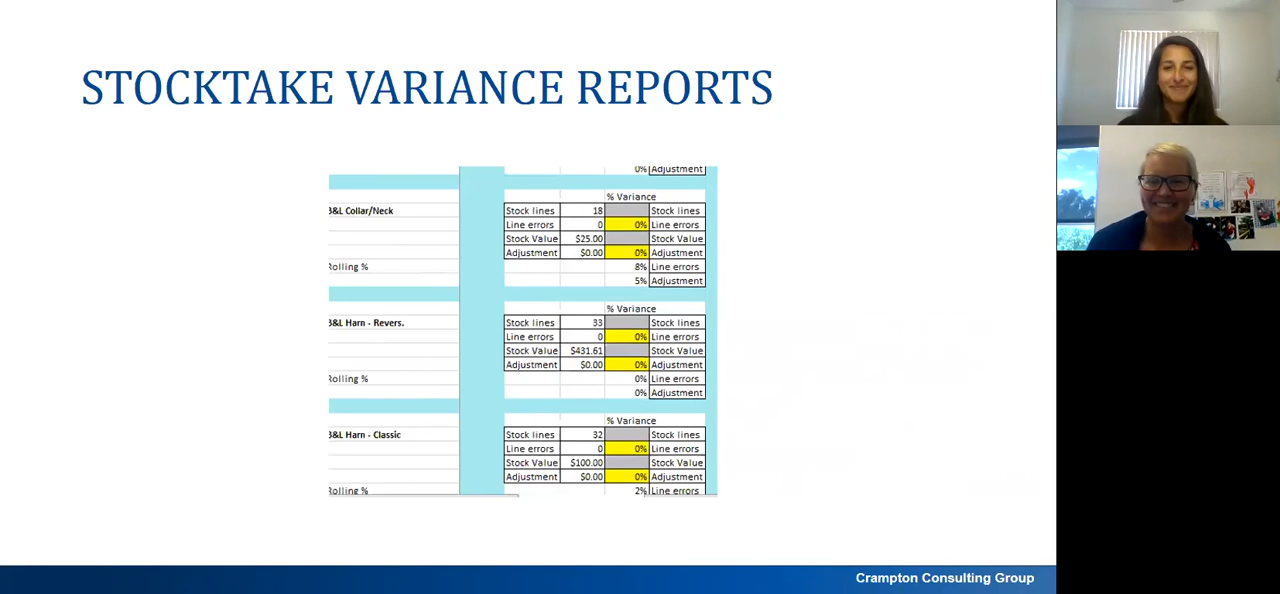 STOCKTAKE VARIANCE REPORTS
0% Adjustment
% Variance
B&L Collar/Neck Stock lines 18 Stock lines
Line errors 0 0% Line errors
Stock Value $25.00 Stock Value
Adjustment $0.00 0% Adjustment
Rolling % 8% Line errors
5% Adjustment
% Variance
B&L Harn - Revers. Stock lines 33 Stock lines
Line errors 0 0% Line errors
Stock Value $431.61 Stock Value
Adjustment $0.00 0% Adjustment
Rolling % 0% Line errors
0% Adjustment
% Variance
B&L Harn - Classic Stock lines 32 Stock lines
Line errors 0 0% Line errors
Stock Value $100.00 Stock Value
Adjustment $0.00 0% Adjustment
Rolling % 2% Line errors
Crampton Consulting Group